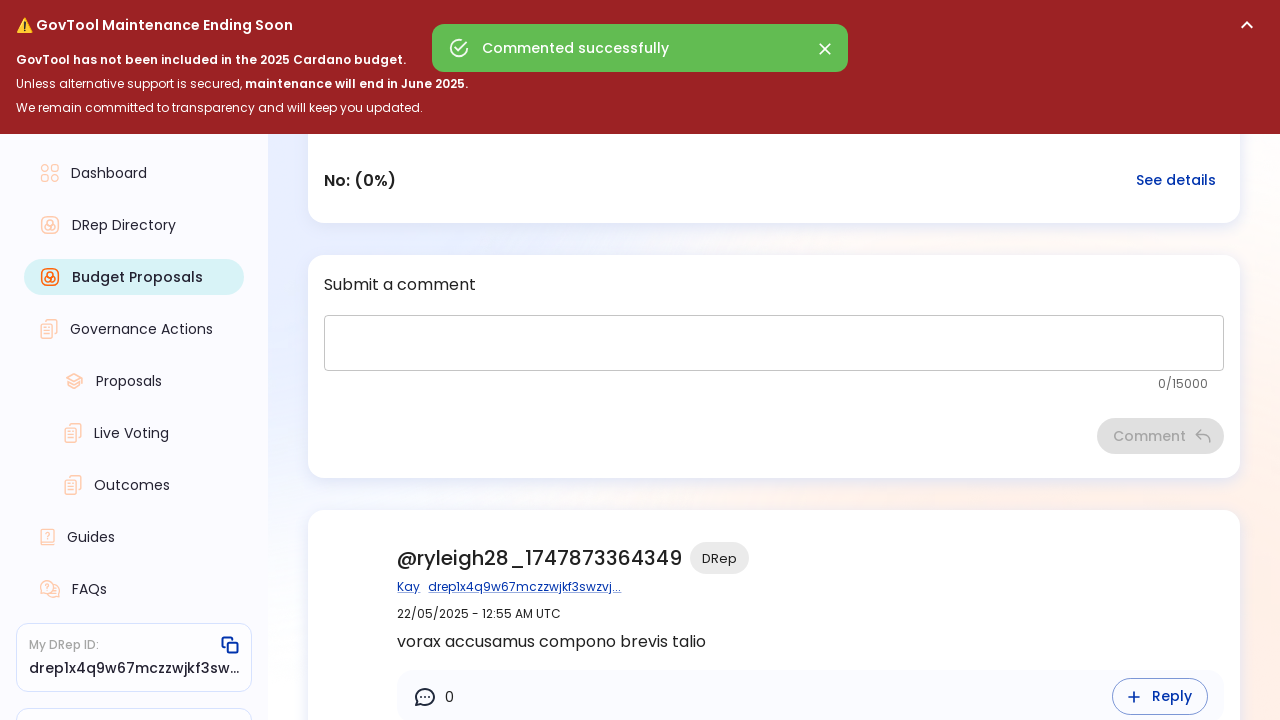 ⚠️ GovTool Maintenance Ending Soon
GovTool has not been included in the 2025 Cardano budget.
Unless alternative support is secured, maintenance will end in June 2025.
We remain committed to transparency and will keep you updated.
Commented successfully
Dashboard
DRep Directory
Budget Proposals
Governance Actions
Proposals
Live Voting
Outcomes
Guides
FAQs
My DRep ID:
drep1x4q9w67mczzwjkf3sw...
No: (0%)
See details
Submit a comment
0/15000
Comment
@ryleigh28_1747873364349 DRep
Kay drep1x4q9w67mczzwjkf3swzvj...
22/05/2025 - 12:55 AM UTC
vorax accusamus compono brevis talio
0
Reply